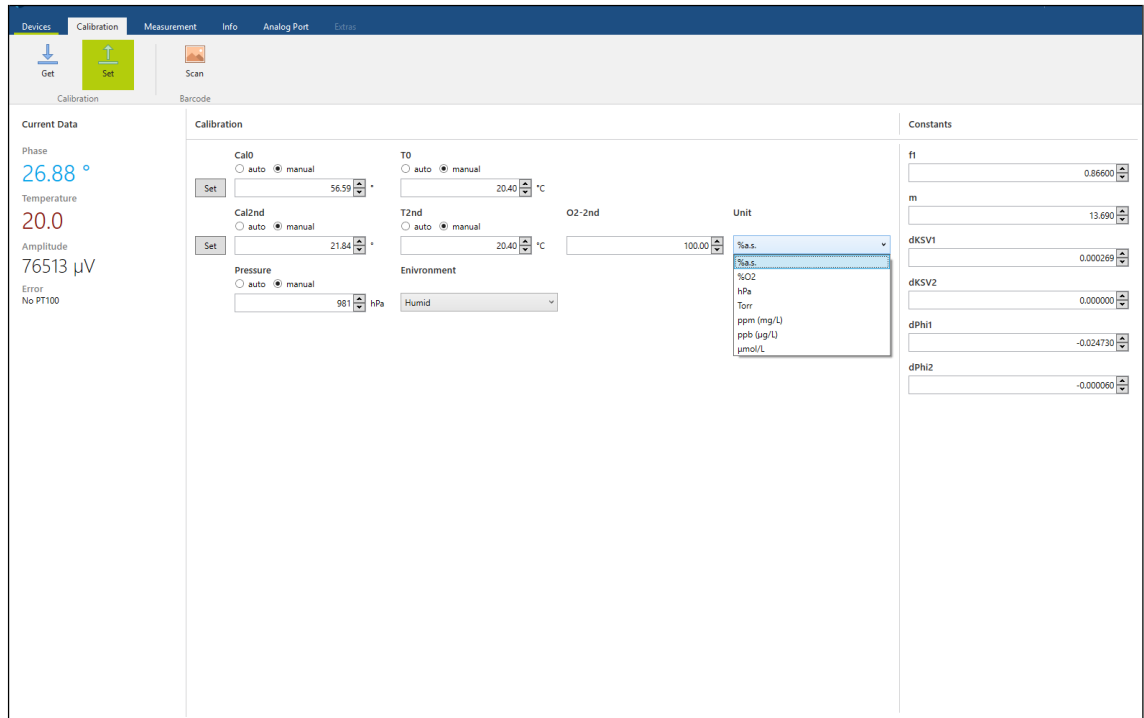 Devices Calibration Measurement Info Analog Port Extras
Get Set Scan
Calibration Barcode
Current Data
Phase
26.88 °
Temperature
20.0
Amplitude
76513 µV
Error
No PT100
Calibration
Cal0 T0
auto manual auto manual
Set 56.59 ° 20.40 °C
Cal2nd T2nd O2-2nd Unit
auto manual auto manual
Set 21.84 ° 20.40 °C 100.00 %a.s.
%a.s.
%O2
hPa
Torr
ppm (mg/L)
ppb (µg/L)
µmol/L
Pressure Enivronment
auto manual
981 hPa Humid
Constants
f1
0.86600
m
13.690
dKSV1
0.000269
dKSV2
0.000000
dPhi1
-0.024730
dPhi2
-0.000060